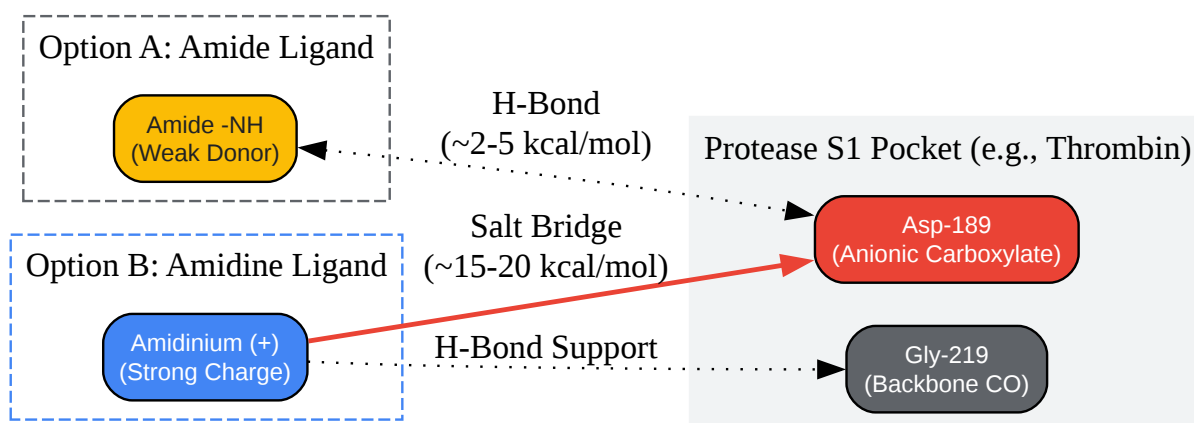 Option A: Amide Ligand
Amide -NH
(Weak Donor)
H-Bond
(~2-5 kcal/mol)
Protease S1 Pocket (e.g., Thrombin)
Asp-189
(Anionic Carboxylate)
Salt Bridge
(~15-20 kcal/mol)
Option B: Amidine Ligand
Amidinium (+)
(Strong Charge)
H-Bond Support
Gly-219
(Backbone CO)